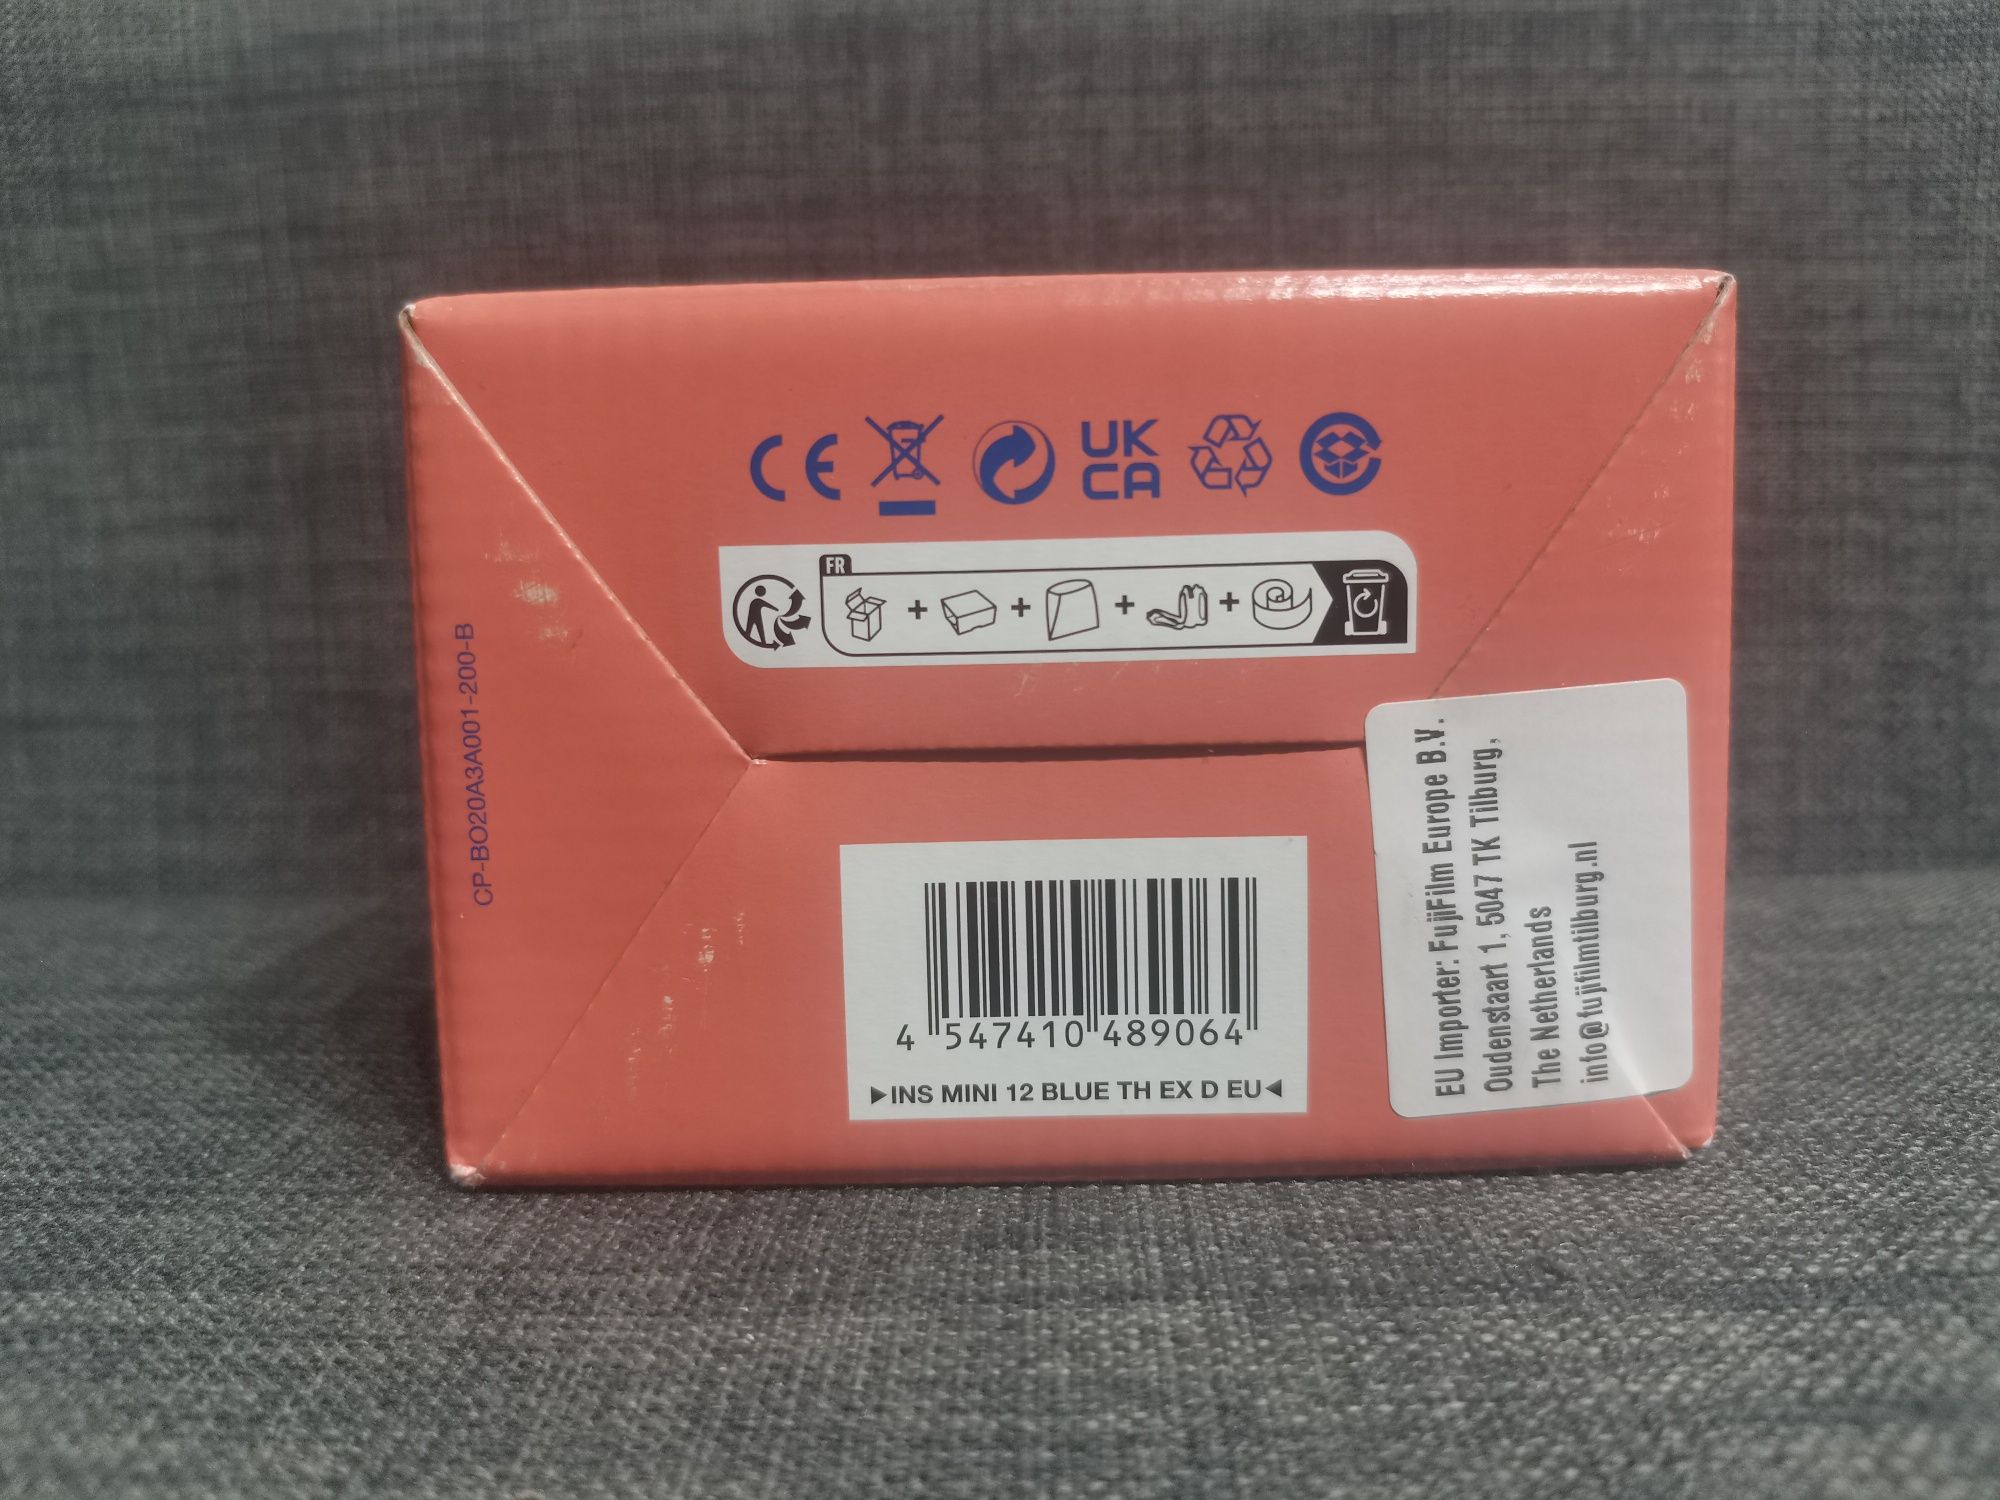 CE
UK
CA
FR
CP-BO20A3A001-200-B
4 547410 489064
INS MINI 12 BLUE TH EX D EU
EU Importer: FujiFilm Europe B.V.
Oudenstaart 1, 5047 TK Tilburg,
The Netherlands
info@fujifilmtilburg.nl